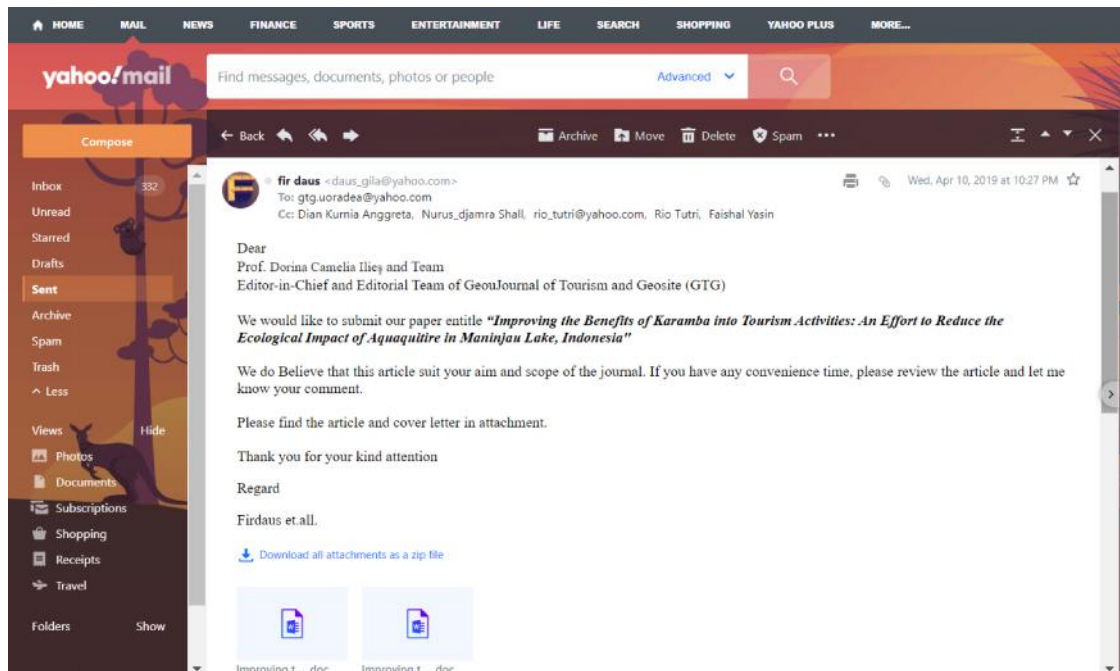 HOME MAIL NEWS FINANCE SPORTS ENTERTAINMENT LIFE SEARCH SHOPPING YAHOO PLUS MORE...
yahoo!mail
Find messages, documents, photos or people Advanced
Compose
Back Archive Move Delete Spam
Inbox 332
Unread
Starred
Drafts
Sent
Archive
Spam
Trash
Less
Views Hide
Photos
Documents
Subscriptions
Shopping
Receipts
Travel
Folders Show
fir daus <daus_gila@yahoo.com> Wed, Apr 10, 2019 at 10:27 PM
To: gtg.uoradea@yahoo.com
Cc: Dian Kurnia Anggreta, Nurus_djamra Shall, rio_tutri@yahoo.com, Rio Tutri, Faishal Yasin
Dear
Prof. Dorina Camelia Ilieş and Team
Editor-in-Chief and Editorial Team of GeouJournal of Tourism and Geosite (GTG)
We would like to submit our paper entitle "Improving the Benefits of Karamba into Tourism Activities: An Effort to Reduce the
Ecological Impact of Aquaquitire in Maninjau Lake, Indonesia"
We do Believe that this article suit your aim and scope of the journal. If you have any convenience time, please review the article and let me
know your comment.
Please find the article and cover letter in attachment.
Thank you for your kind attention
Regard
Firdaus et.all.
Download all attachments as a zip file
Improving t... .doc Improving t... .doc